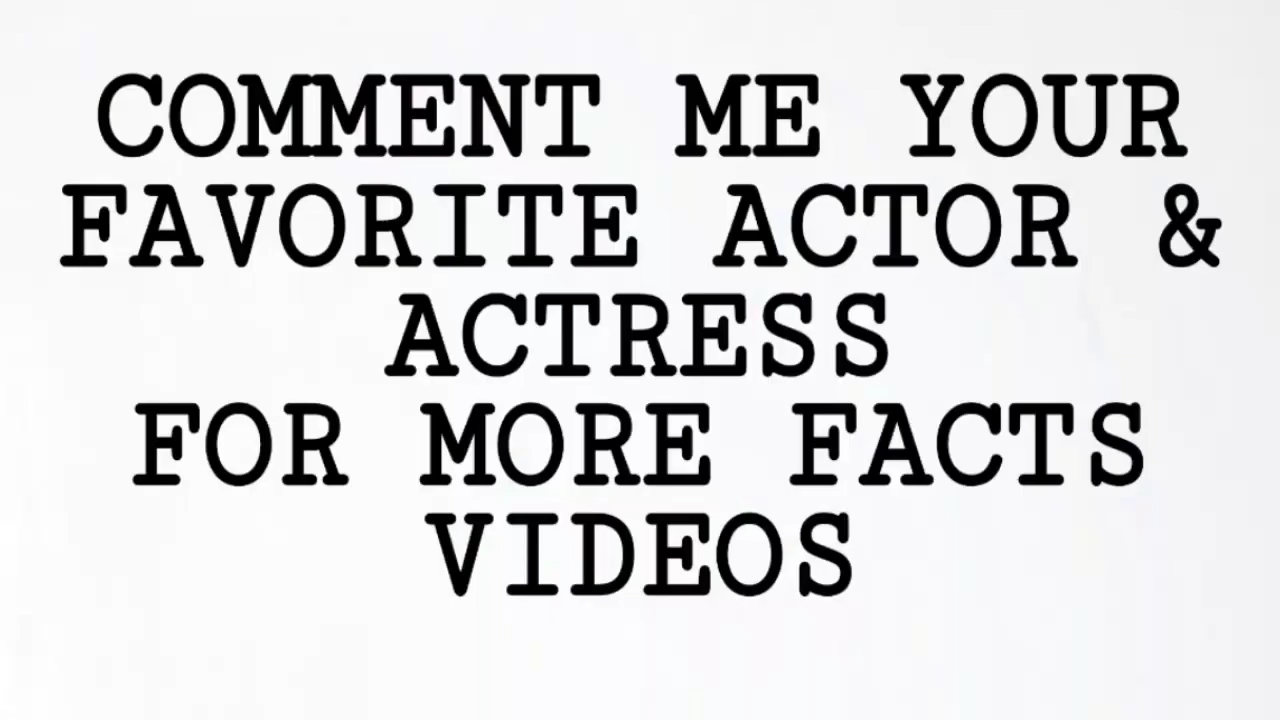 COMMENT ME YOUR
FAVORITE ACTOR &
ACTRESS
FOR MORE FACTS
VIDEOS